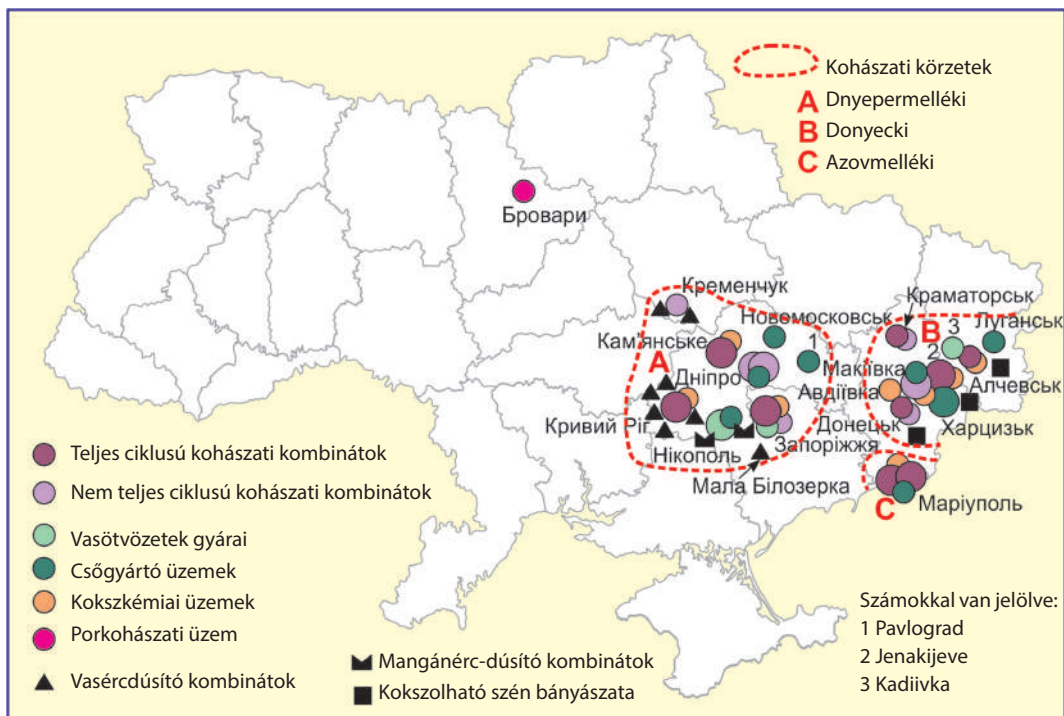 Kohászati körzetek
A Dnyepermelléki
B Donyecki
C Azovmelléki
Бровари
Кременчук
Краматорськ
Новомосковськ
B
3
Луганськ
Кам'янське
1
2
A
Макіївка
Дніпро
Авдіївка
Алчевськ
Донецьк
Кривий Ріг
Харцизьк
Запоріжжя
Нікополь
Мала Білозерка
C
Маріуполь
Teljes ciklusú kohászati kombinátok
Nem teljes ciklusú kohászati kombinátok
Vasötvözetek gyárai
Csőgyártó üzemek
Kokszkémiai üzemek
Porkohászati üzem
Vasércdúsító kombinátok
Mangánérc-dúsító kombinátok
Kokszolható szén bányászata
Számokkal van jelölve:
1 Pavlograd
2 Jenakijeve
3 Kadiivka